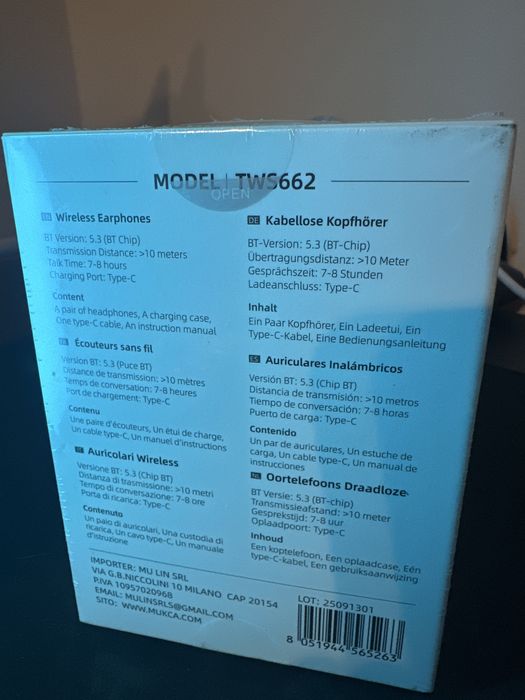 MODEL | TWS662
OPEN
EN Wireless Earphones
BT Version: 5.3 (BT Chip)
Transmission Distance: >10 meters
Talk Time: 7-8 hours
Charging Port: Type-C
Content
A pair of headphones, A charging case,
One type-C cable, An instruction manual
Écouteurs sans fil
Version BT: 5.3 (Puce BT)
Distance de transmission: >10 mètres
Temps de conversation: 7-8 heures
Port de chargement: Type-C
Contenu
Une paire d'écouteurs, Un étui de charge,
Un cable type-C, Un manuel d'instructions
Auricolari Wireless
Versione BT: 5.3 (Chip BT)
Distanza di trasmissione: >10 metri
Tempo di conversazione: 7-8 ore
Porta di ricarica: Type-C
Contenuto
Un paio di auricolari, Una custodia di
ricarica, Un cavo type-C, Un manuale
d'istruzione
DE Kabellose Kopfhörer
BT-Version: 5.3 (BT-Chip)
Übertragungsdistanz: >10 Meter
Gesprächszeit: 7-8 Stunden
Ladeanschluss: Type-C
Inhalt
Ein Paar Kopfhörer, Ein Ladeetui, Ein
Type-C-Kabel, Eine Bedienungsanleitung
ES Auriculares Inalámbricos
Versión BT: 5.3 (Chip BT)
Distancia de transmisión: >10 metros
Tiempo de conversación: 7-8 horas
Puerto de carga: Type-C
Contenido
Un par de auriculares, Un estuche de
carga, Un cable type-C, Un manual de
instrucciones
Oortelefoons Draadloze
BT Versie: 5.3 (BT-chip)
Transmissieafstand: >10 meter
Gesprekstijd: 7-8 uur
Oplaadpoort: Type-C
Inhoud
Een koptelefoon, Een oplaadcase, Eén
type-C-kabel, Een gebruiksaanwijzing
IMPORTER: MU LIN SRL
VIA G.B.NICCOLINI 10 MILANO CAP 20154
P.IVA 10957020968
EMAIL: MULINSRLS@GMAIL.COM
SITO: WWW.MUKCA.COM
LOT: 25091301
8 051944 565263